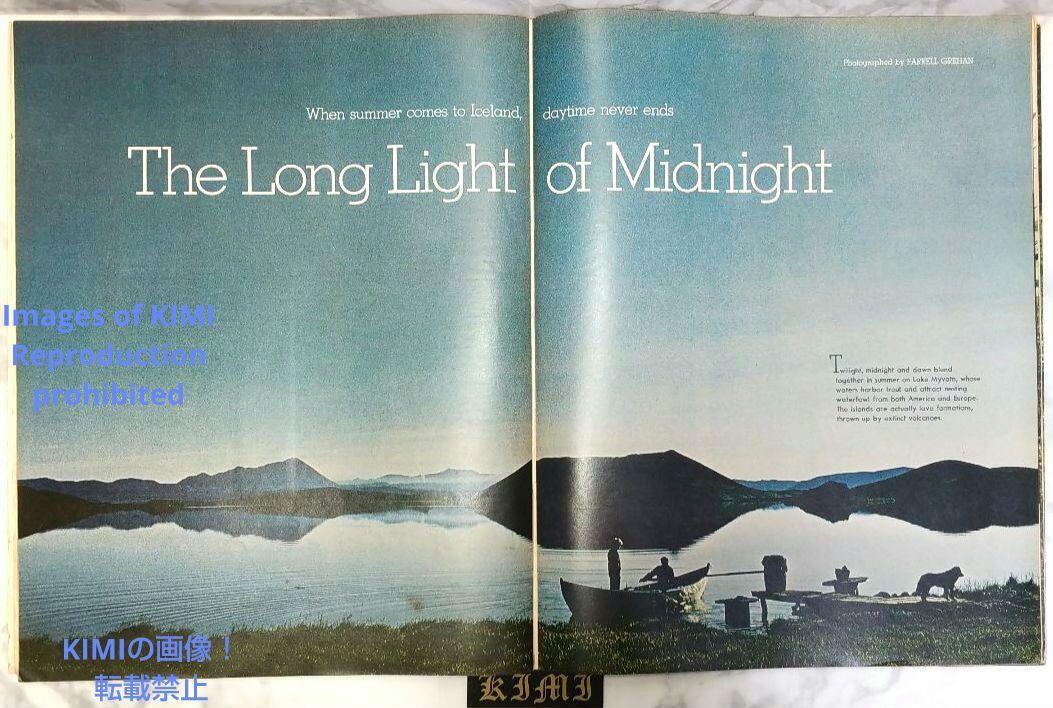 Photographed by FARRELL GREHAN
When summer comes to Iceland, daytime never ends
The Long Light of Midnight
Images of KIMI
Reproduction
prohibited
Twilight, midnight and dawn blend
together in summer on Lake Myvatn, whose
waters harbor trout and attract nesting
waterfowl from both America and Europe.
The islands are actually lava formations,
thrown up by extinct volcanoes.
KIMIの画像！
転載禁止
KIMI